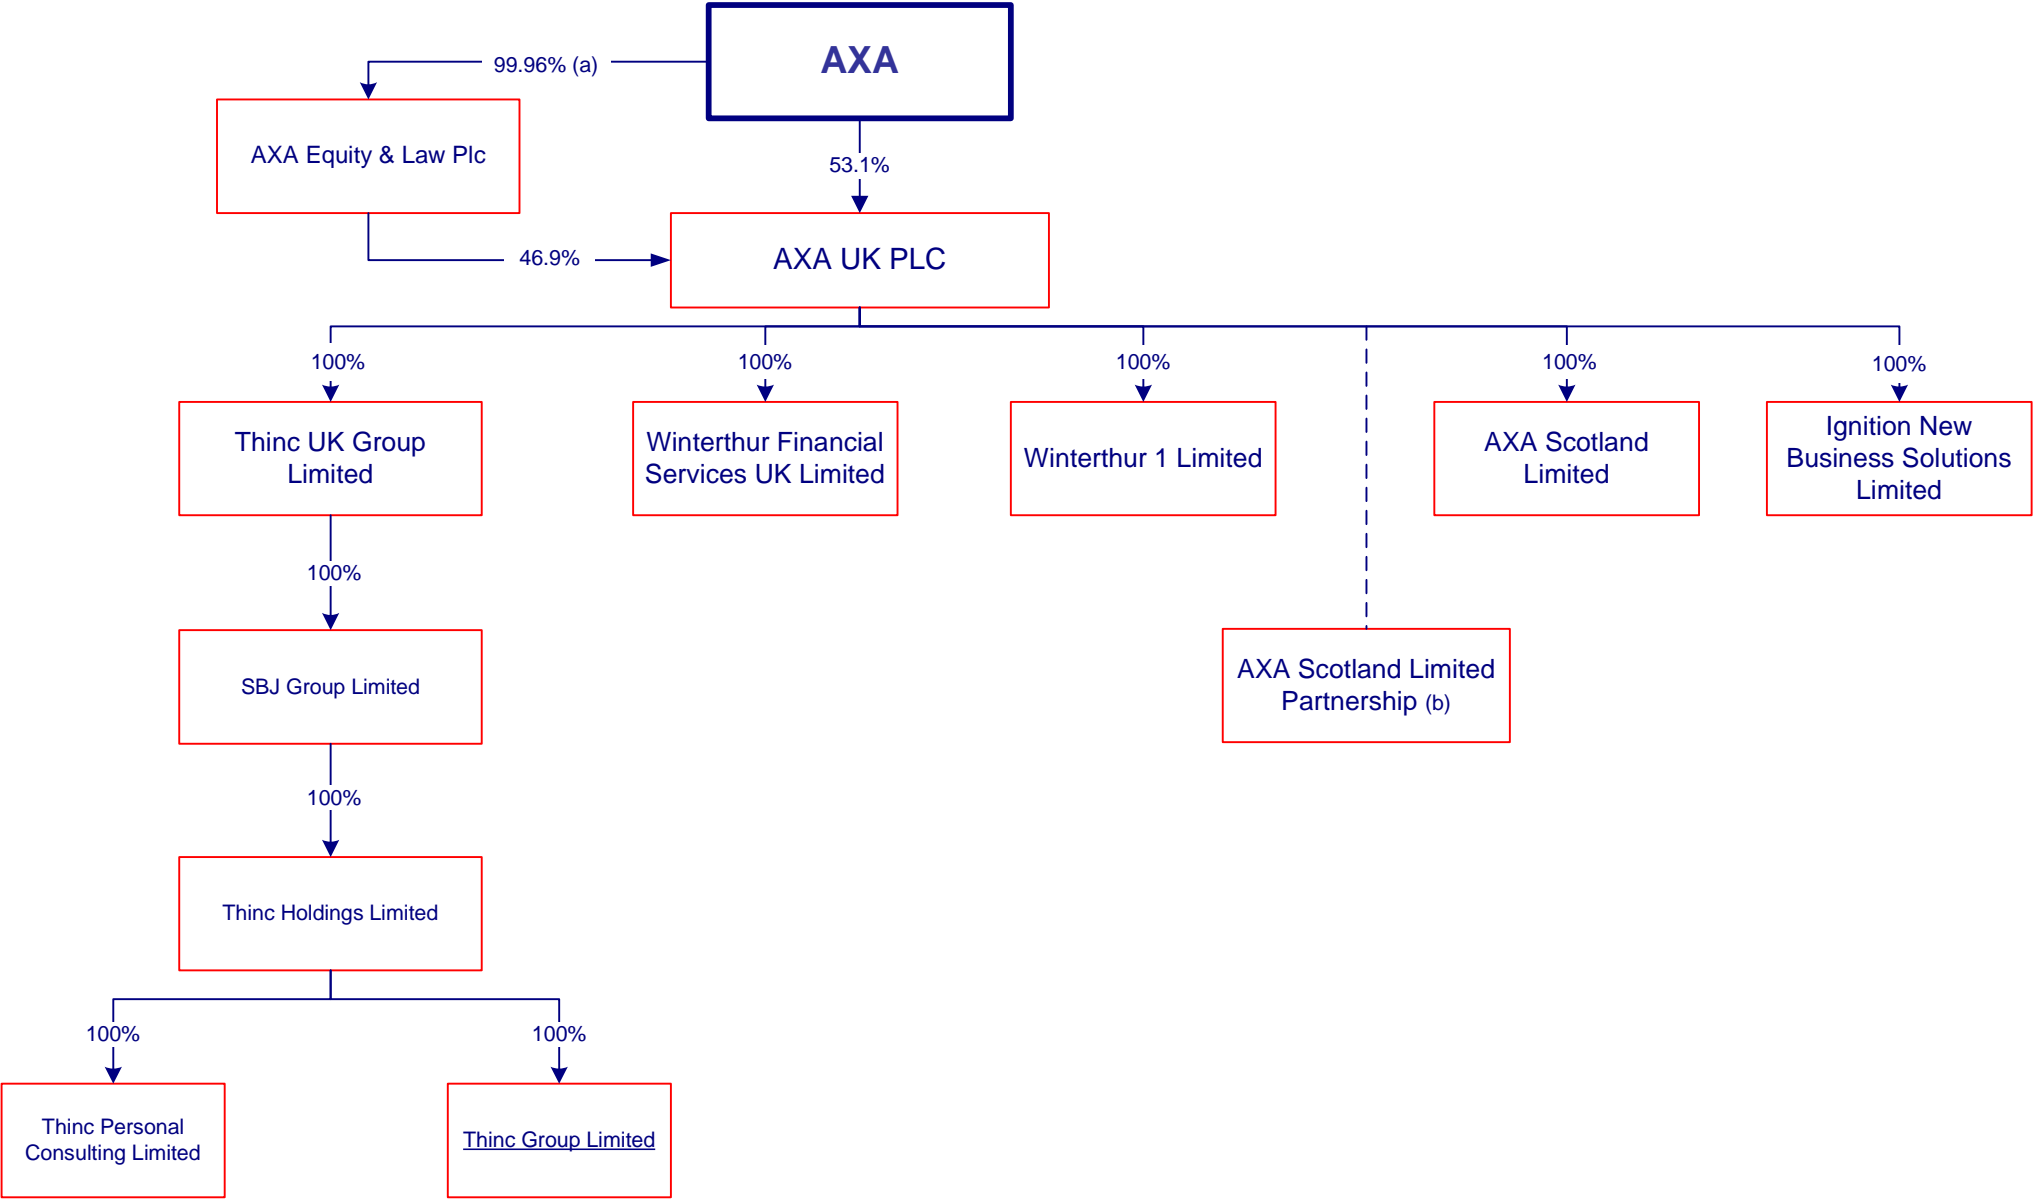 AXA
99.96% (a)
AXA Equity & Law Plc
53.1%
46.9%
AXA UK PLC
100%
100%
100%
100%
100%
Thinc UK Group
Limited
Winterthur Financial
Services UK Limited
Winterthur 1 Limited
AXA Scotland
Limited
Ignition New
Business Solutions
Limited
100%
SBJ Group Limited
AXA Scotland Limited
Partnership (b)
100%
Thinc Holdings Limited
100%
100%
Thinc Personal
Consulting Limited
Thinc Group Limited